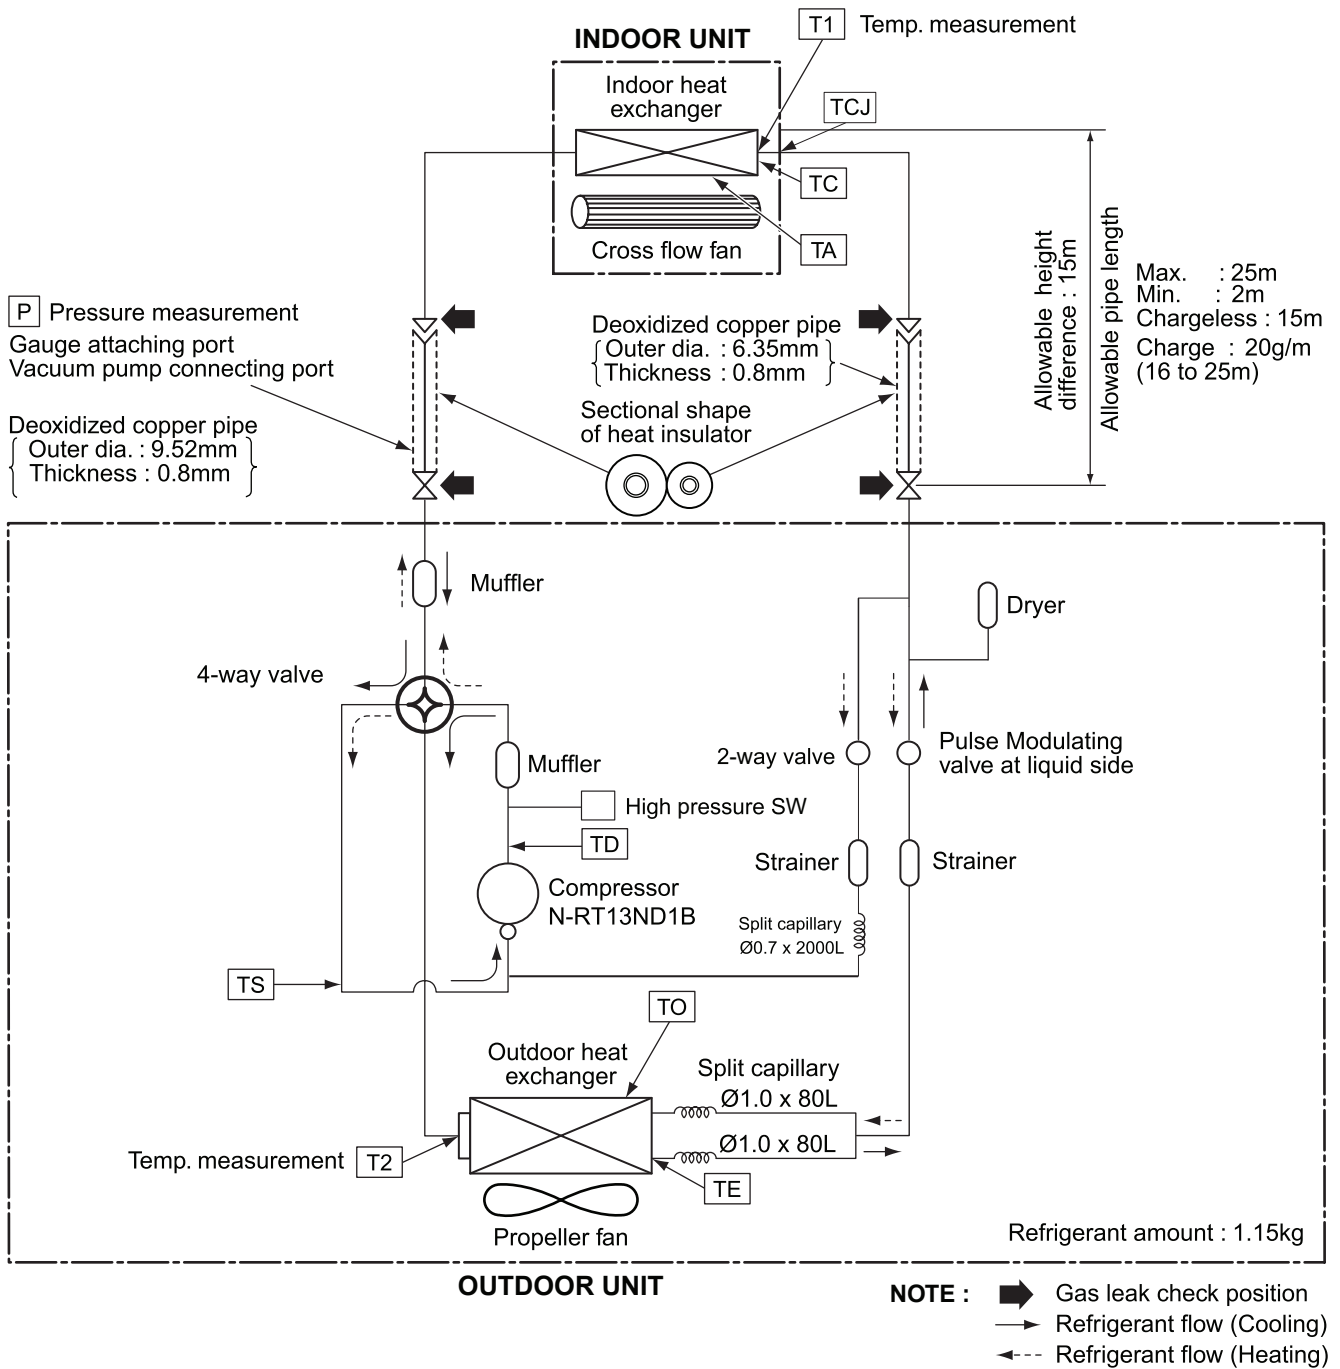 T1 Temp. measurement
INDOOR UNIT
Indoor heat
exchanger
TCJ
TC
Cross flow fan
TA
Allowable height
difference : 15m
Allowable pipe length
Max. : 25m
Min. : 2m
Chargeless : 15m
Charge : 20g/m
(16 to 25m)
P Pressure measurement
Gauge attaching port
Vacuum pump connecting port
Deoxidized copper pipe
Outer dia. : 9.52mm
Thickness : 0.8mm
Deoxidized copper pipe
Outer dia. : 6.35mm
Thickness : 0.8mm
Sectional shape
of heat insulator
Muffler
Dryer
4-way valve
Muffler
2-way valve
Pulse Modulating
valve at liquid side
High pressure SW
TD
Strainer
Strainer
Compressor
N-RT13ND1B
Split capillary
Ø0.7 x 2000L
TS
TO
Outdoor heat
exchanger
Split capillary
Ø1.0 x 80L
Ø1.0 x 80L
Temp. measurement T2
TE
Propeller fan
Refrigerant amount : 1.15kg
OUTDOOR UNIT
NOTE : Gas leak check position
Refrigerant flow (Cooling)
Refrigerant flow (Heating)